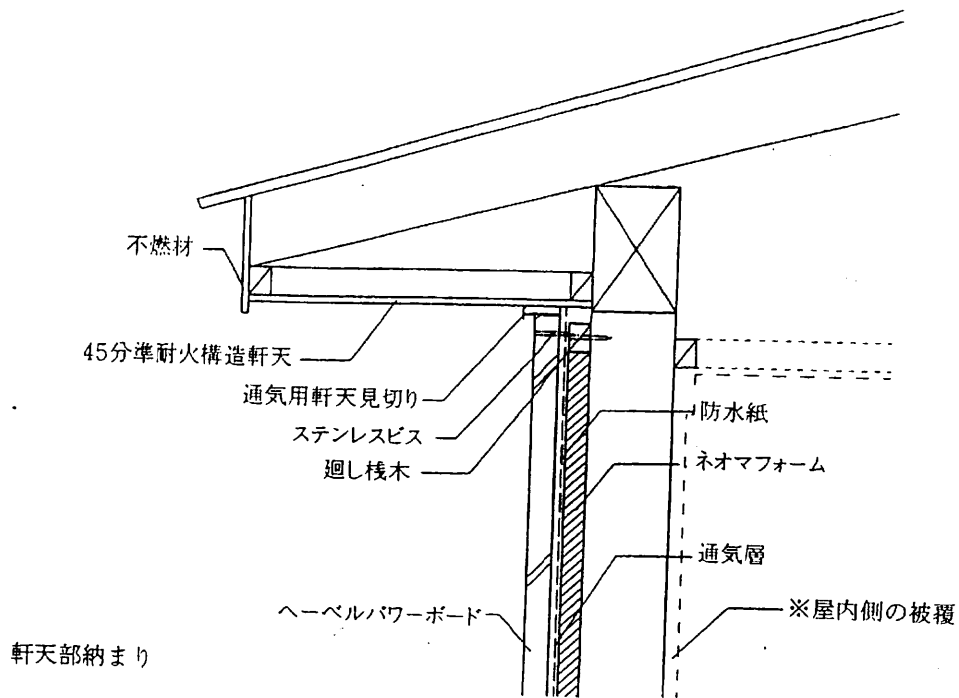 不燃材
45分準耐火構造軒天
通気用軒天見切り
ステンレスビス
廻し桟木
防水紙
ネオマフォーム
通気層
ヘーベルパワーボード
※屋内側の被覆
軒天部納まり